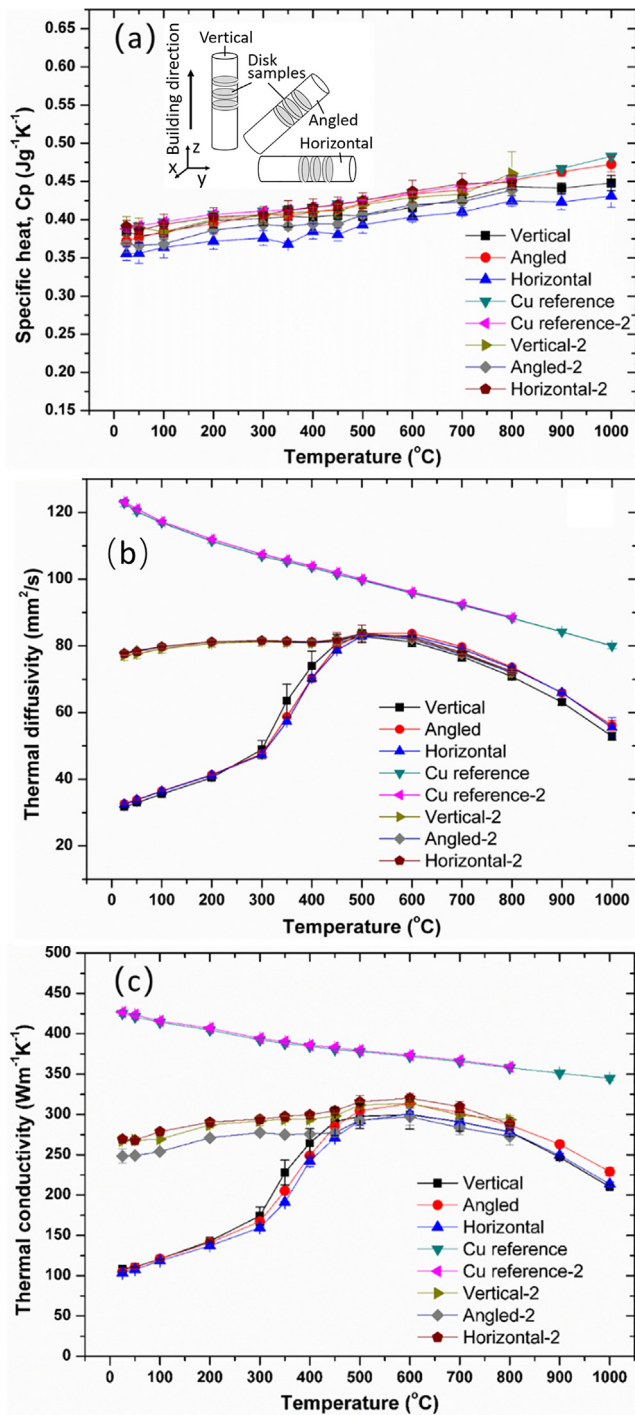 (a)
Vertical
Disk
samples
Building direction
Angled
Horizontal
z
x
y
Specific heat, Cp (Jg⁻¹K⁻¹)
0.65
0.60
0.55
0.50
0.45
0.40
0.35
0.30
0.25
0.20
0.15
Vertical
Angled
Horizontal
Cu reference
Cu reference-2
Vertical-2
Angled-2
Horizontal-2
0 100 200 300 400 500 600 700 800 900 1000
Temperature (°C)
(b)
Thermal diffusivity (mm²/s)
120
100
80
60
40
20
Vertical
Angled
Horizontal
Cu reference
Cu reference-2
Vertical-2
Angled-2
Horizontal-2
0 100 200 300 400 500 600 700 800 900 1000
Temperature (°C)
(c)
Thermal conductivity (Wm⁻¹K⁻¹)
500
450
400
350
300
250
200
150
100
50
0
Vertical
Angled
Horizontal
Cu reference
Cu reference-2
Vertical-2
Angled-2
Horizontal-2
0 100 200 300 400 500 600 700 800 900 1000
Temperature (°C)